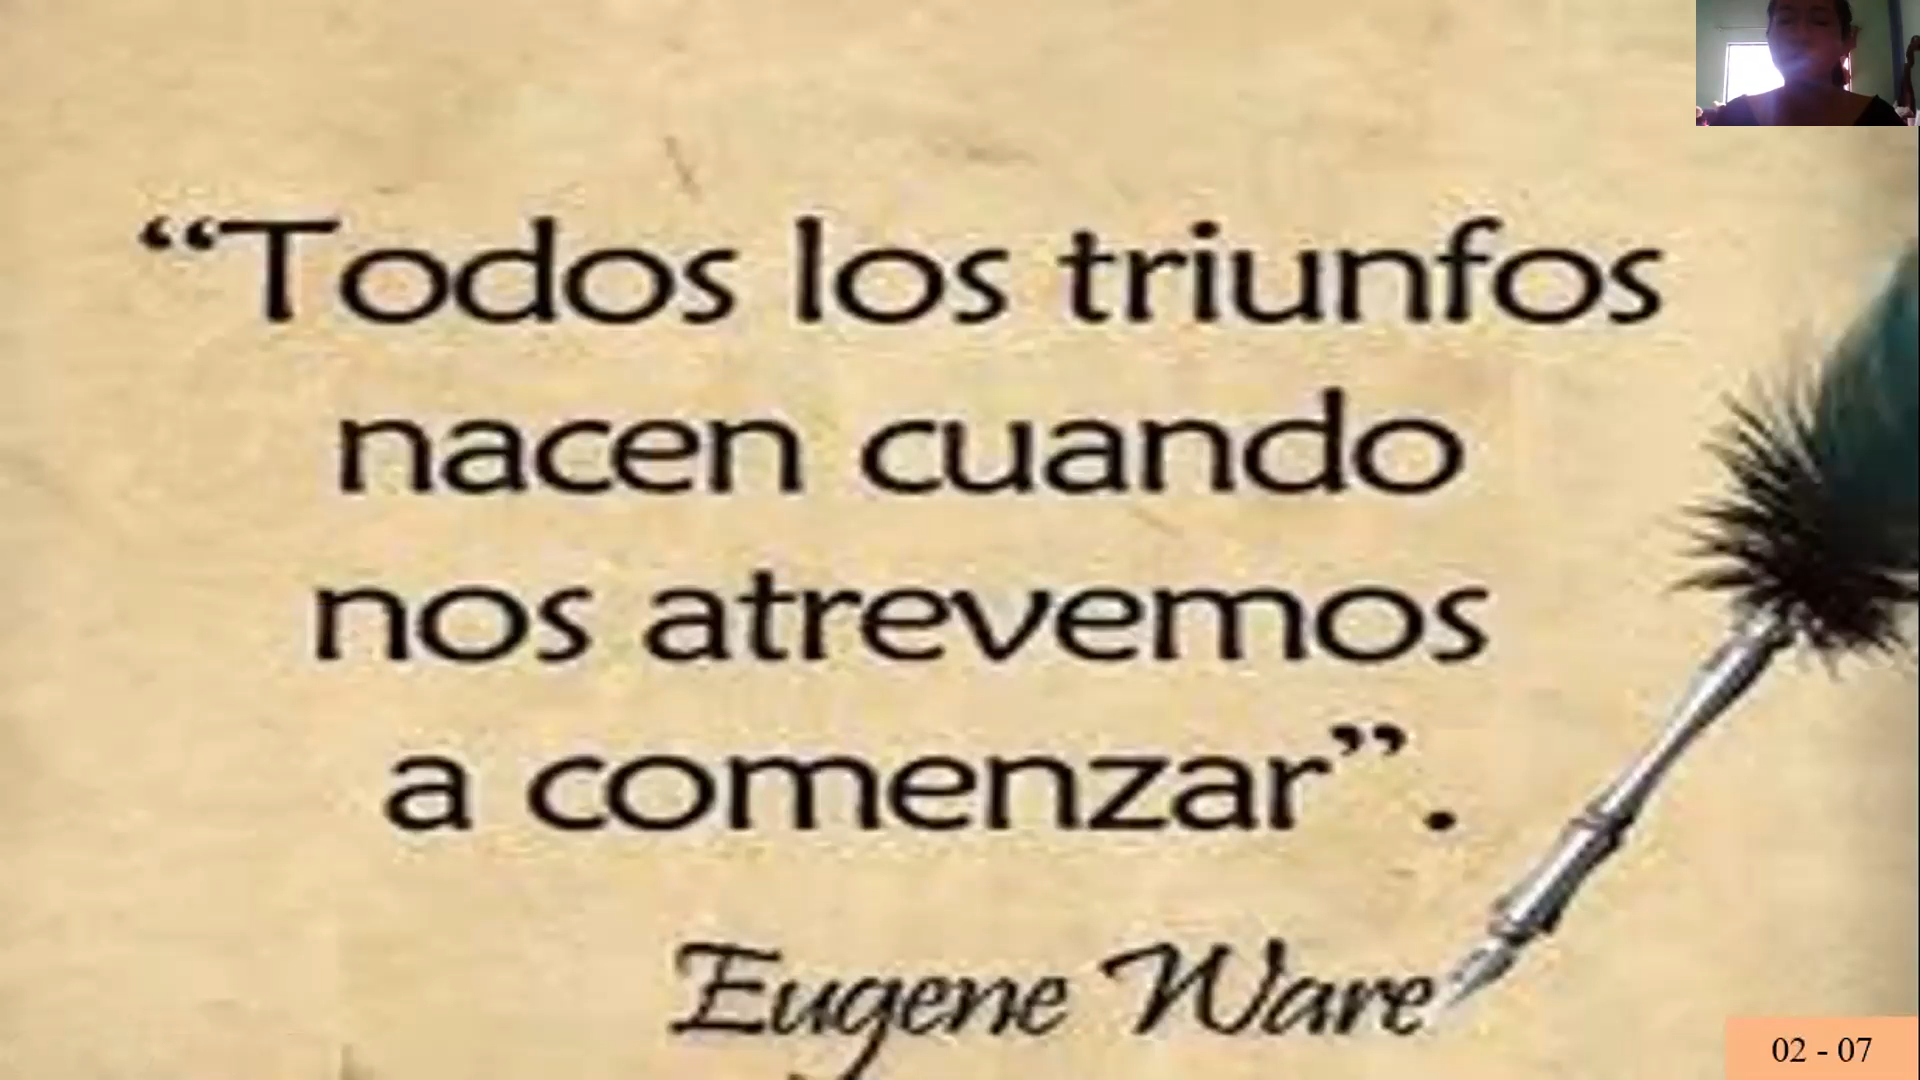 “Todos los triunfos
nacen cuando
nos atrevemos
a comenzar”.
Eugene Ware
02 - 07